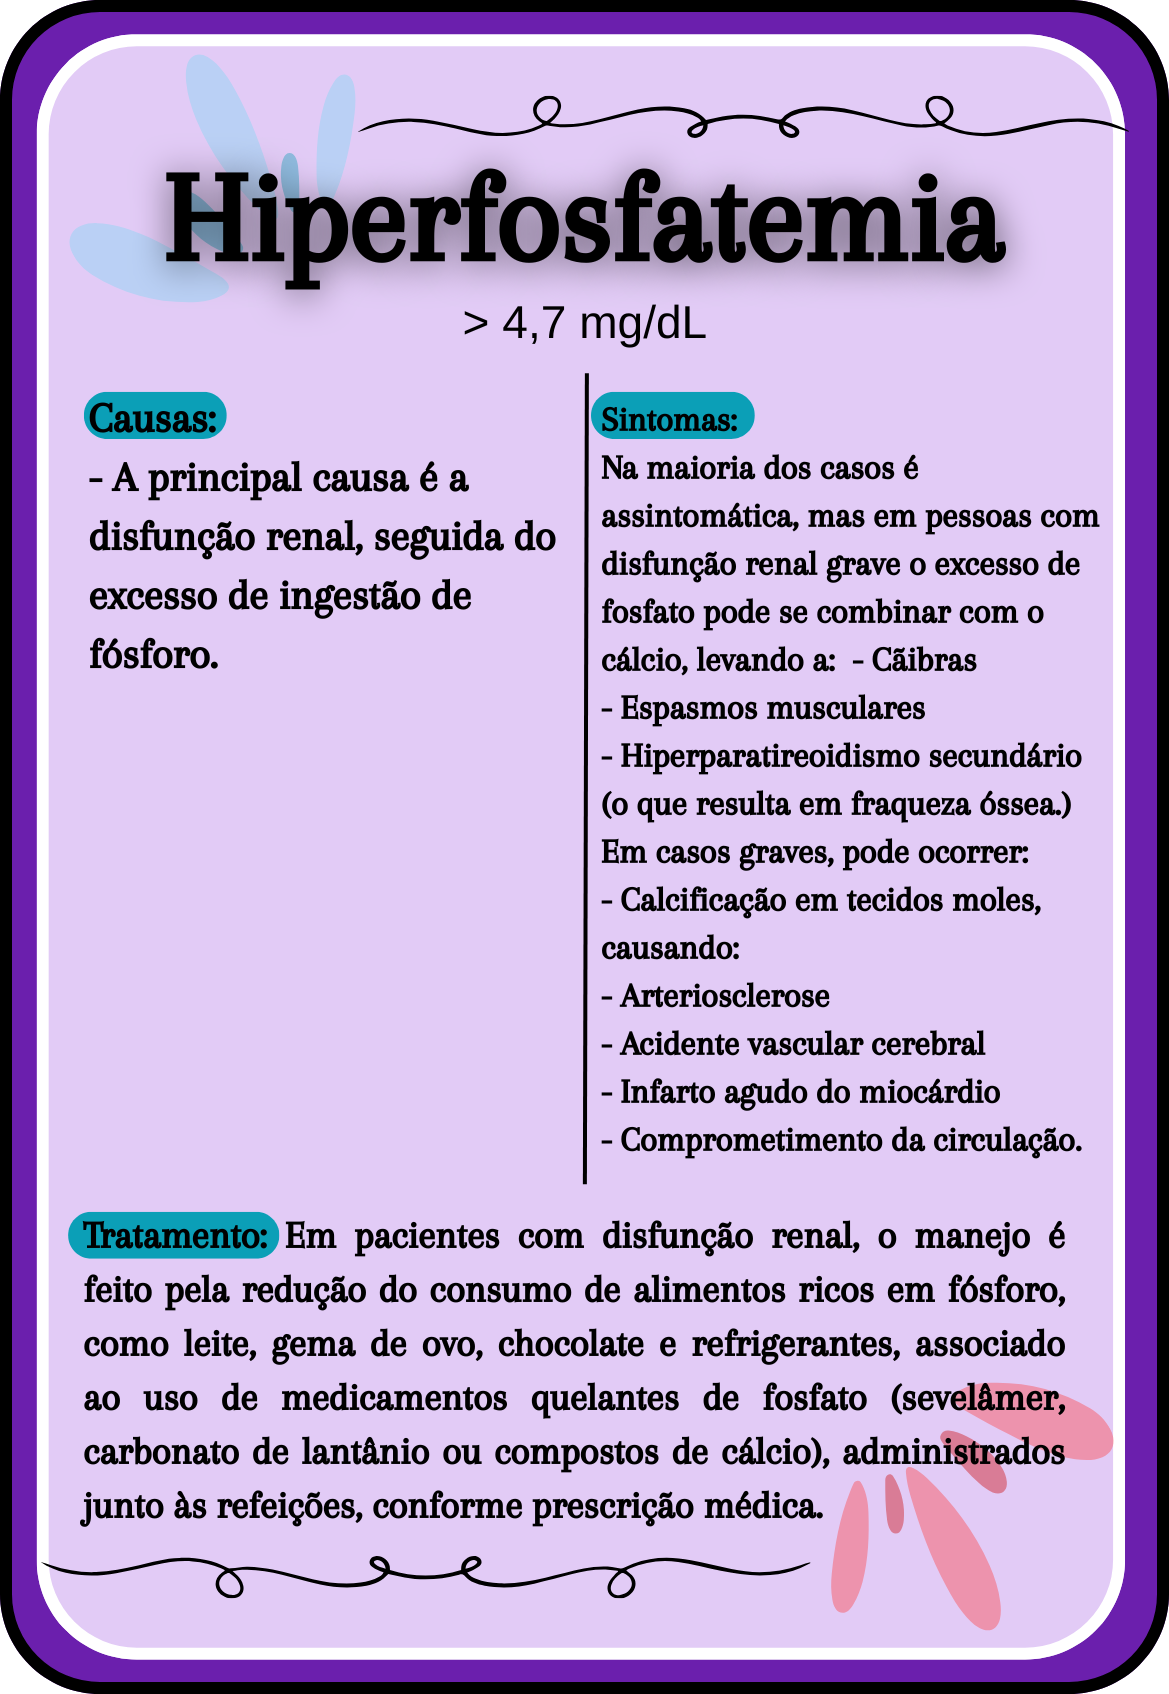 Hiperfosfatemia
> 4,7 mg/dL
Causas:
- A principal causa é a
disfunção renal, seguida do
excesso de ingestão de
fósforo.
Sintomas:
Na maioria dos casos é
assintomática, mas em pessoas com
disfunção renal grave o excesso de
fosfato pode se combinar com o
cálcio, levando a:  - Cãibras
- Espasmos musculares
- Hiperparatireoidismo secundário
(o que resulta em fraqueza óssea.)
Em casos graves, pode ocorrer:
- Calcificação em tecidos moles,
causando:
- Arteriosclerose
- Acidente vascular cerebral
- Infarto agudo do miocárdio
- Comprometimento da circulação.
Tratamento: Em pacientes com disfunção renal, o manejo é
feito pela redução do consumo de alimentos ricos em fósforo,
como leite, gema de ovo, chocolate e refrigerantes, associado
ao uso de medicamentos quelantes de fosfato (sevelâmer,
carbonato de lantânio ou compostos de cálcio), administrados
junto às refeições, conforme prescrição médica.